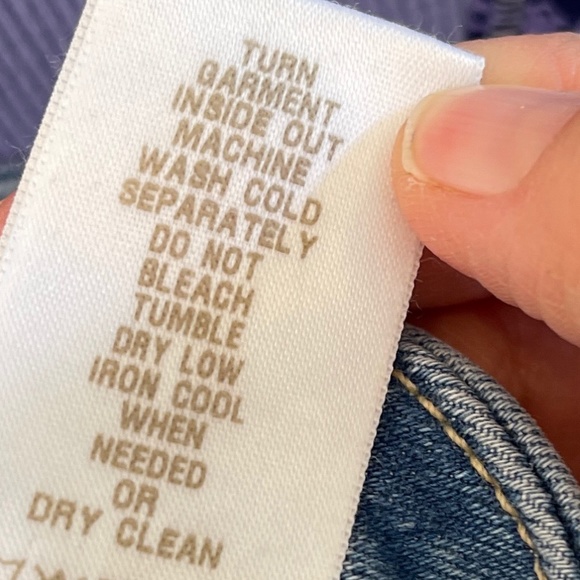 TURN
GARMENT
INSIDE OUT
MACHINE
WASH COLD
SEPARATELY
DO NOT
BLEACH
TUMBLE
DRY LOW
IRON COOL
WHEN
NEEDED
OR
DRY CLEAN